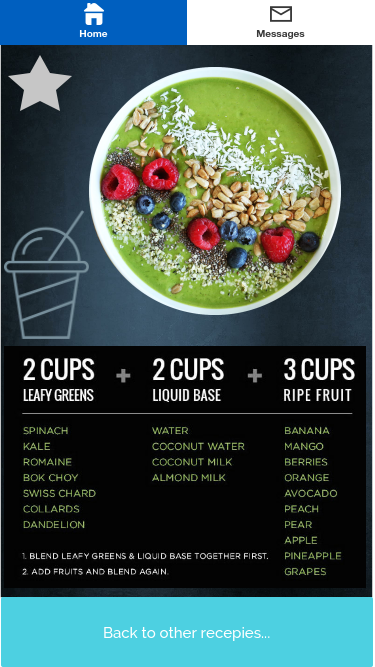 Home
Messages
2 CUPS + 2 CUPS + 3 CUPS
LEAFY GREENS
LIQUID BASE
RIPE FRUIT
SPINACH
KALE
ROMAINE
BOK CHOY
SWISS CHARD
COLLARDS
DANDELION
WATER
COCONUT WATER
COCONUT MILK
ALMOND MILK
BANANA
MANGO
BERRIES
ORANGE
AVOCADO
PEACH
PEAR
APPLE
PINEAPPLE
GRAPES
1. BLEND LEAFY GREENS & LIQUID BASE TOGETHER FIRST.
2. ADD FRUITS AND BLEND AGAIN.
Back to other recepies...